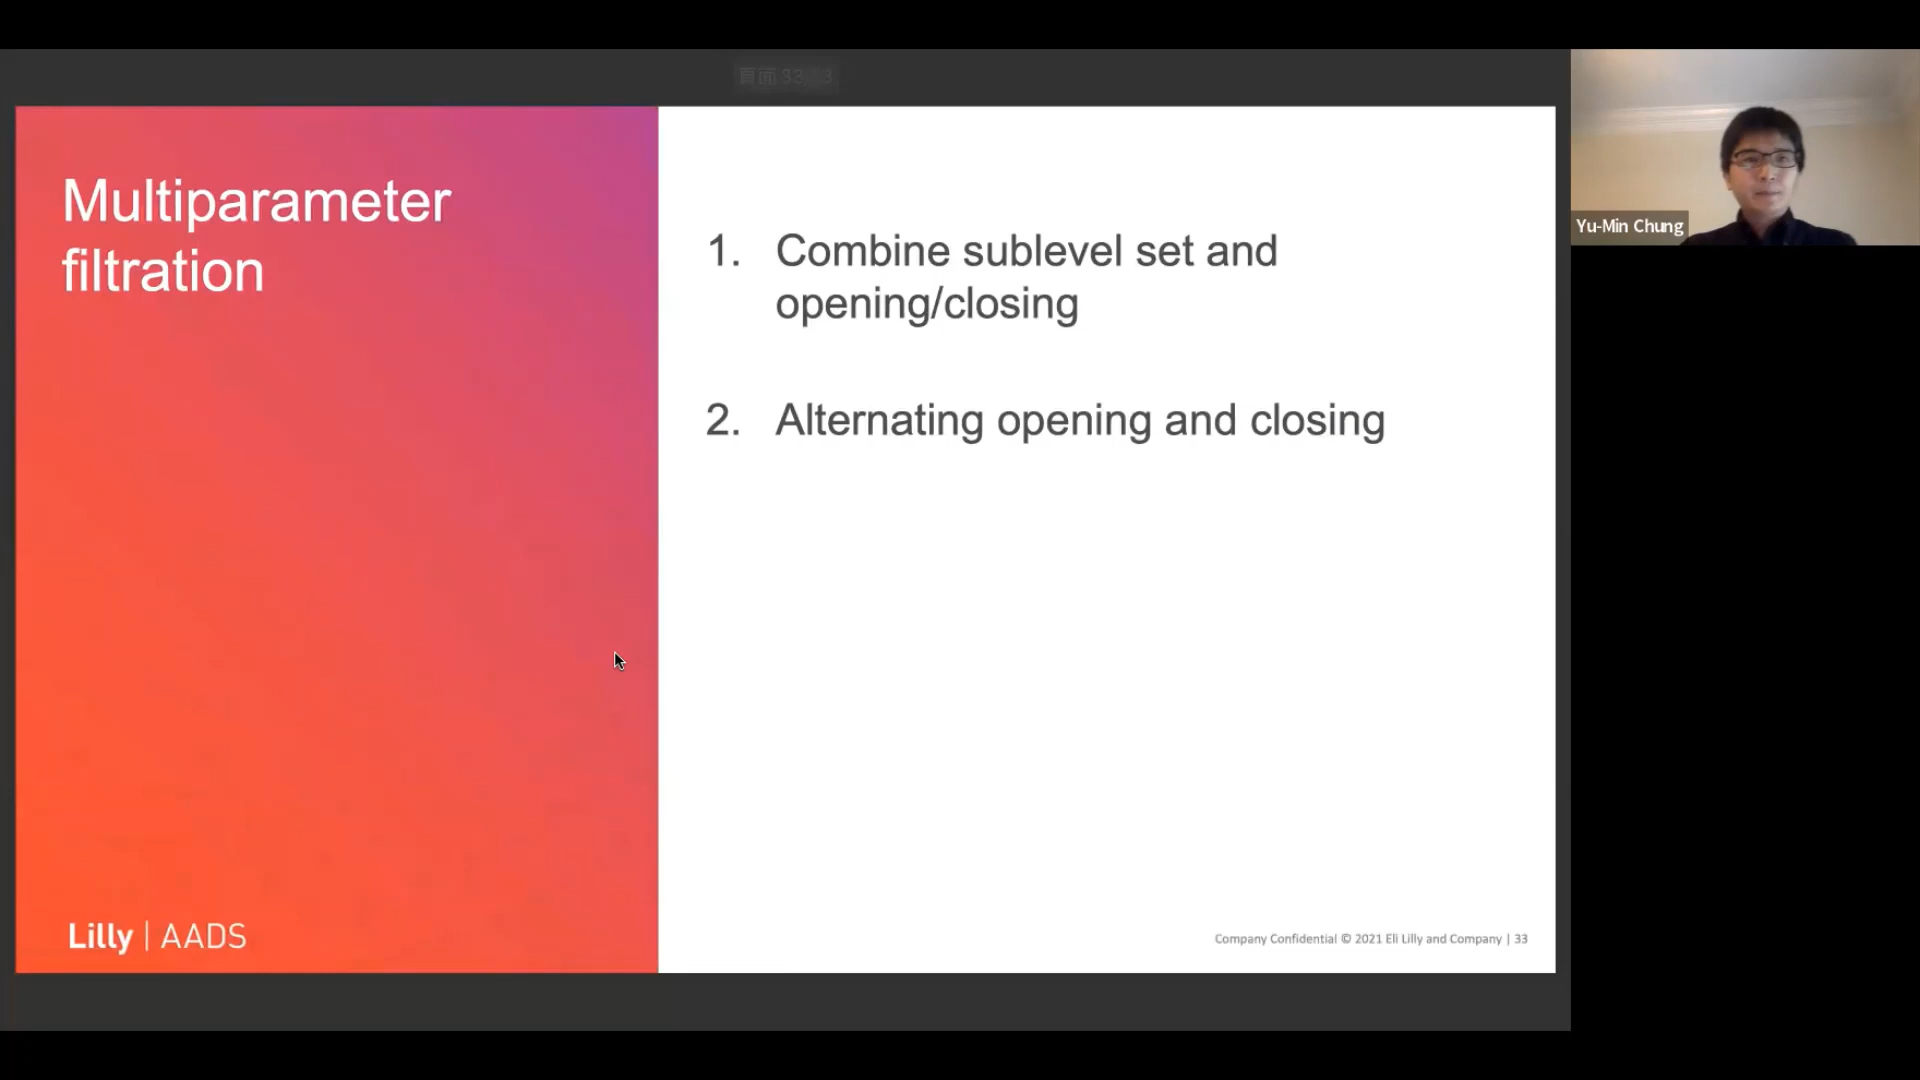 Multiparameter
filtration
1. Combine sublevel set and
opening/closing
2. Alternating opening and closing
Lilly | AADS
Company Confidential © 2021 Eli Lilly and Company | 33
Yu-Min Chung